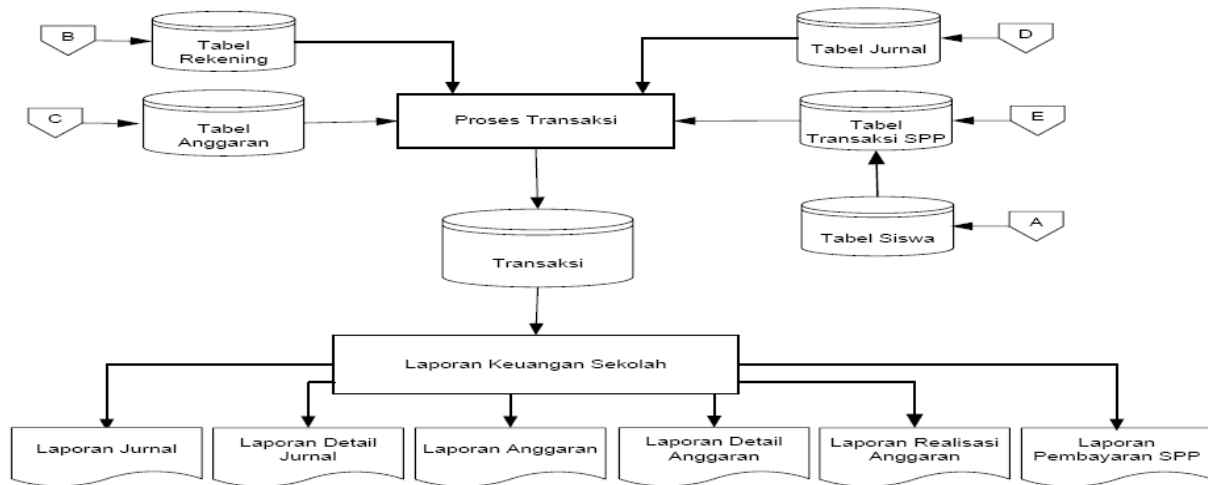 B
Tabel
Rekening
Tabel Jurnal
D
C
Tabel
Anggaran
Proses Transaksi
Tabel
Transaksi SPP
E
Tabel Siswa
A
Transaksi
Laporan Keuangan Sekolah
Laporan Jurnal
Laporan Detail
Jurnal
Laporan Anggaran
Laporan Detail
Anggaran
Laporan Realisasi
Anggaran
Laporan
Pembayaran SPP